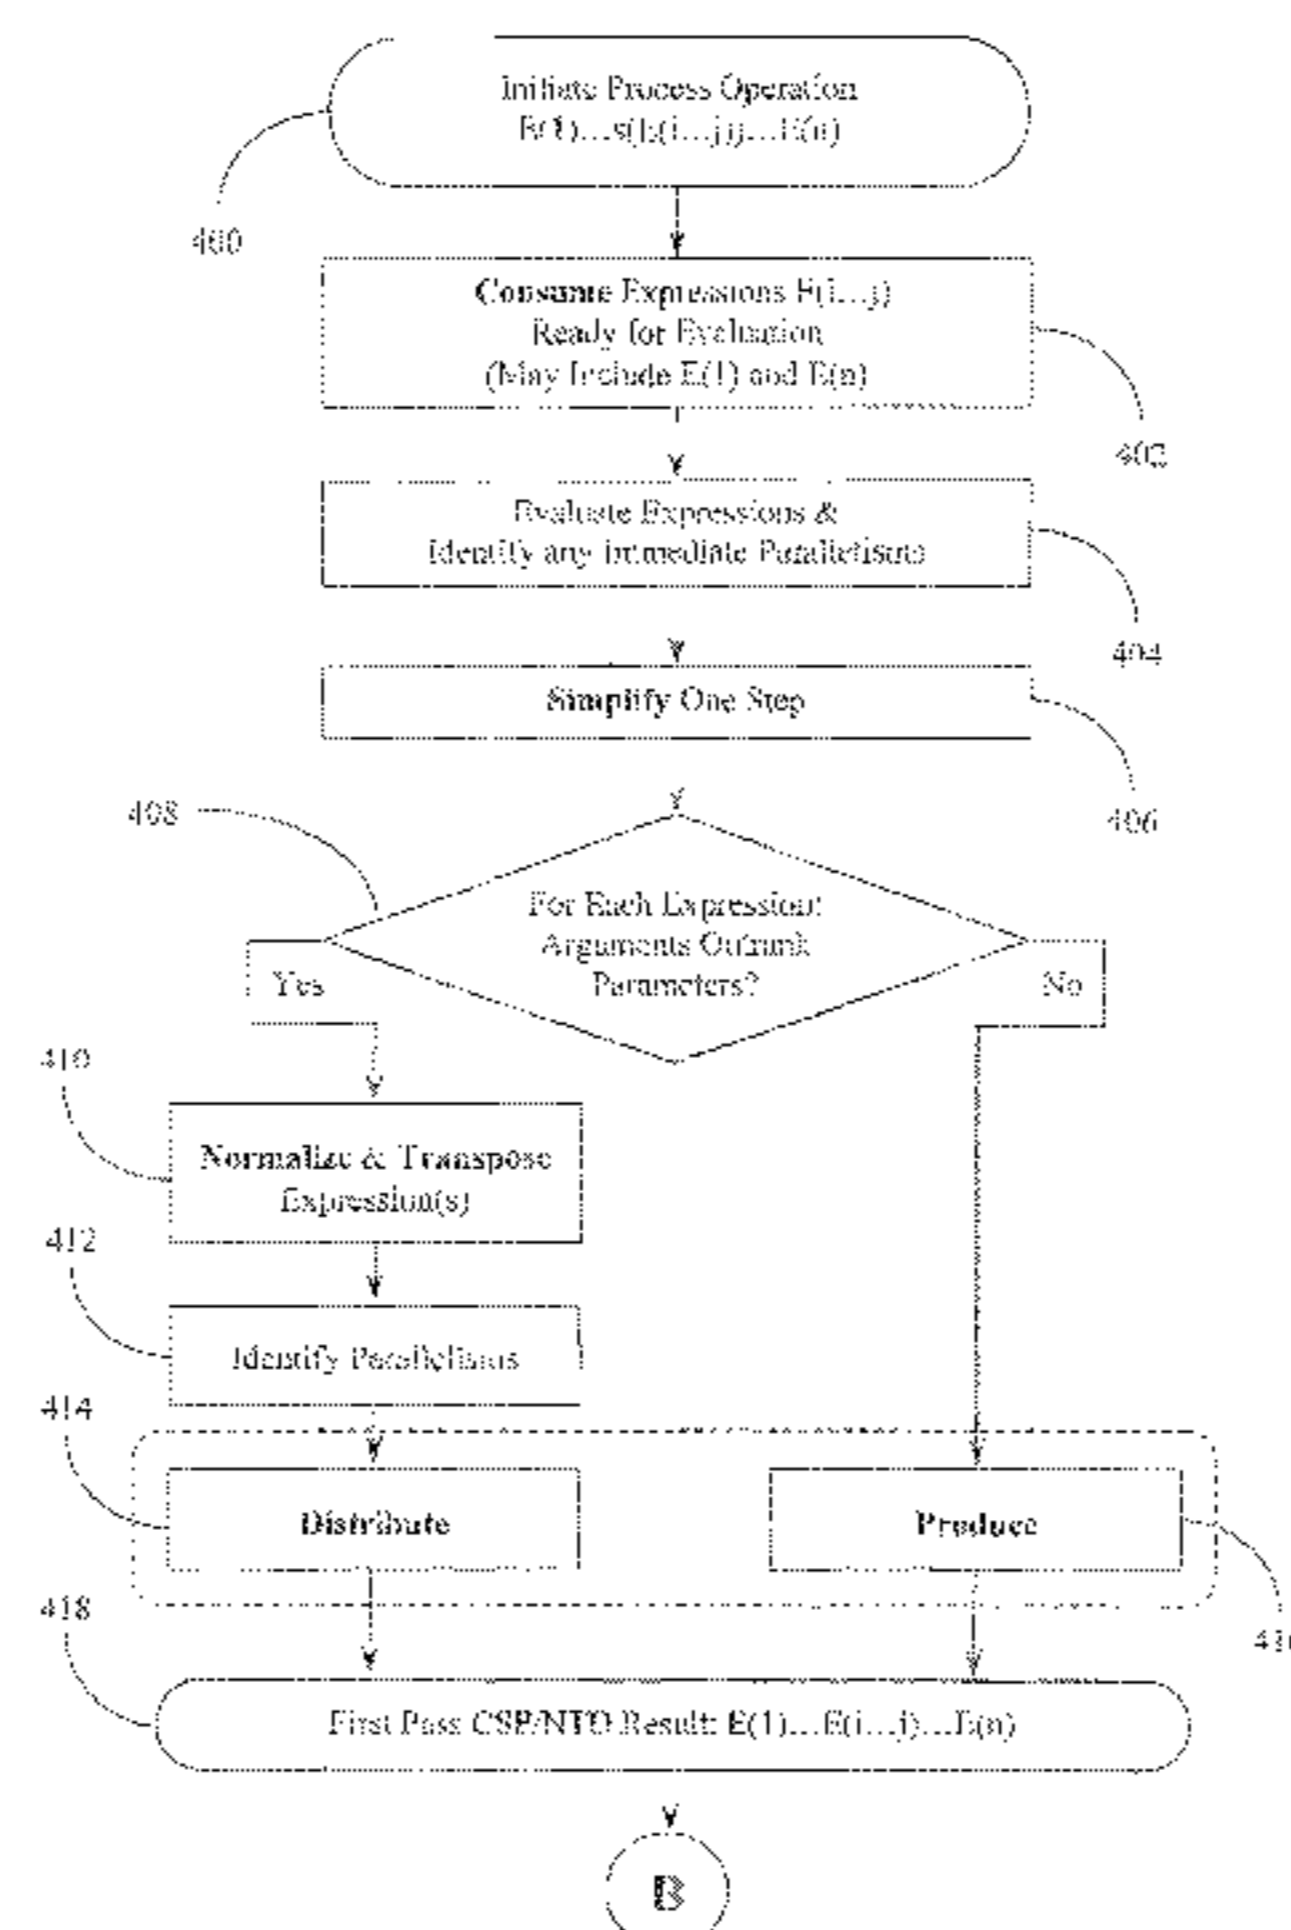 Initiate Process Operation
E(1)...s(E(i...j))...E(n)
400
Consume Expressions E(i...j)
Ready for Evaluation
(May Include E(1) and E(n)
402
Evaluate Expressions &
Identify any immediate Parallelisms
404
Simplify One Step
406
408
For Each Expression:
Arguments Outrank
Parameters?
Yes
No
410
Normalize & Transpose
Expression(s)
412
Identify Parallelisms
414
Distribute
Produce
418
First Pass CSP/NTD Result: E(1)...E(i...j)...E(n)
B